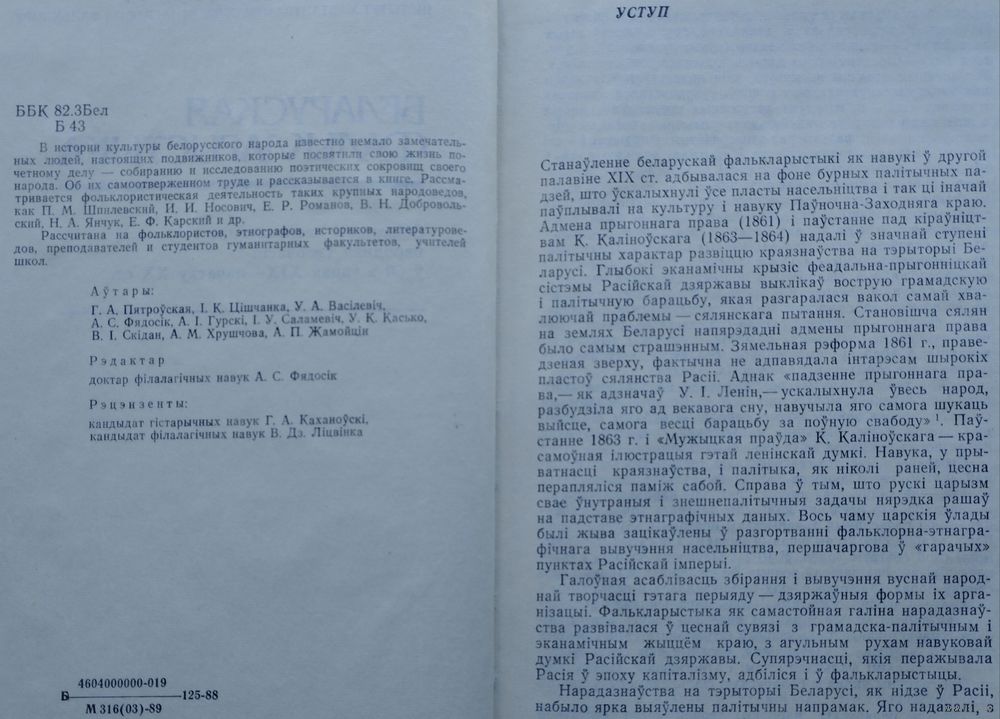 ББК 82.3Бел
Б 43
В истории культуры белорусского народа известно немало замечатель-
ных людей, настоящих подвижников, которые посвятили свою жизнь по-
четному делу — собиранию и исследованию поэтических сокровищ своего
народа. Об их самоотверженном труде и рассказывается в книге. Рассма-
тривается фольклористическая деятельность таких крупных народоведов,
как П. М. Шпилевский, И. И. Носович, Е. Р. Романов, В. Н. Доброволь-
ский, Н. А. Янчук, Е. Ф. Карский и др.
Рассчитана на фольклористов, этнографов, историков, литературове-
дов, преподавателей и студентов гуманитарных факультетов, учителей
школ.
Аўтары:
Г. А. Пятроўская, І. К. Цішчанка, У. А. Васілевіч,
А. С. Фядосік, А. І. Гурскі, І. У. Саламевіч, У. К. Касько,
В. І. Скідан, А. М. Хрушчова, А. П. Жамойцін
Рэдактар
доктар філалагічных навук А. С. Фядосік
Рэцэнзенты:
кандыдат гістарычных навук Г. А. Каханоўскі,
кандыдат філалагічных навук В. Дз. Ліцвінка
4604000000-019
Б 125-88
М 316(03)-89
УСТУП
Станаўленне беларускай фалькларыстыкі як навукі ў другой
палавіне XIX ст. адбывалася на фоне бурных палітычных па-
дзей, што ўскалыхнулі ўсе пласты насельніцтва і так ці іначай
паўплывалі на культуру і навуку Паўночна-Заходняга краю.
Адмена прыгоннага права (1861) і паўстанне пад кіраўніцт-
вам К. Каліноўскага (1863—1864) надалі ў значнай ступені
палітычны характар развіццю краязнаўства на тэрыторыі Бе-
ларусі. Глыбокі эканамічны крызіс феадальна-прыгонніцкай
сістэмы Расійскай дзяржавы выклікаў вострую грамадскую
і палітычную барацьбу, якая разгаралася вакол самай хва-
люючай праблемы — сялянскага пытання. Становішча сялян
на землях Беларусі напярэдадні адмены прыгоннага права
было самым страшэнным. Зямельная рэформа 1861 г., праве-
дзеная зверху, фактычна не адпавядала інтарэсам шырокіх
пластоў сялянства Расіі. Аднак «падзенне прыгоннага пра-
ва,— як адзначаў У. І. Ленін,— ускалыхнула ўвесь народ,
разбудзіла яго ад векавога сну, навучыла яго самога шукаць
выйсце, самога весці барацьбу за поўную свабоду» ¹. Паў-
станне 1863 г. і «Мужыцкая праўда» К. Каліноўскага — кра-
самоўная ілюстрацыя гэтай ленінскай думкі. Навука, у пры-
ватнасці краязнаўства, і палітыка, як ніколі раней, цесна
перапляліся паміж сабой. Справа ў тым, што рускі царызм
свае ўнутраныя і знешнепалітычныя задачы нярэдка рашаў
на падставе этнаграфічных даных. Вось чаму царскія ўлады
былі жыва зацікаўлены ў разгортванні фальклорна-этнагра-
фічнага вывучэння насельніцтва, першачаргова ў «гарачых»
пунктах Расійскай імперыі.
Галоўная асаблівасць збірання і вывучэння вуснай народ-
най творчасці гэтага перыяду — дзяржаўныя формы іх арга-
нізацыі. Фалькларыстыка як самастойная галіна нарадазнаў-
ства развівалася ў цеснай сувязі з грамадска-палітычным і
эканамічным жыццём краю, з агульным рухам навуковай
думкі Расійскай дзяржавы. Супярэчнасці, якія перажывала
Расія ў эпоху капіталізму, адбіліся і ў фалькларыстыцы.
Нарадазнаўства на тэрыторыі Беларусі, як нідзе ў Расіі,
набыло ярка выяўлены палітычны напрамак. Яго надавалі, з